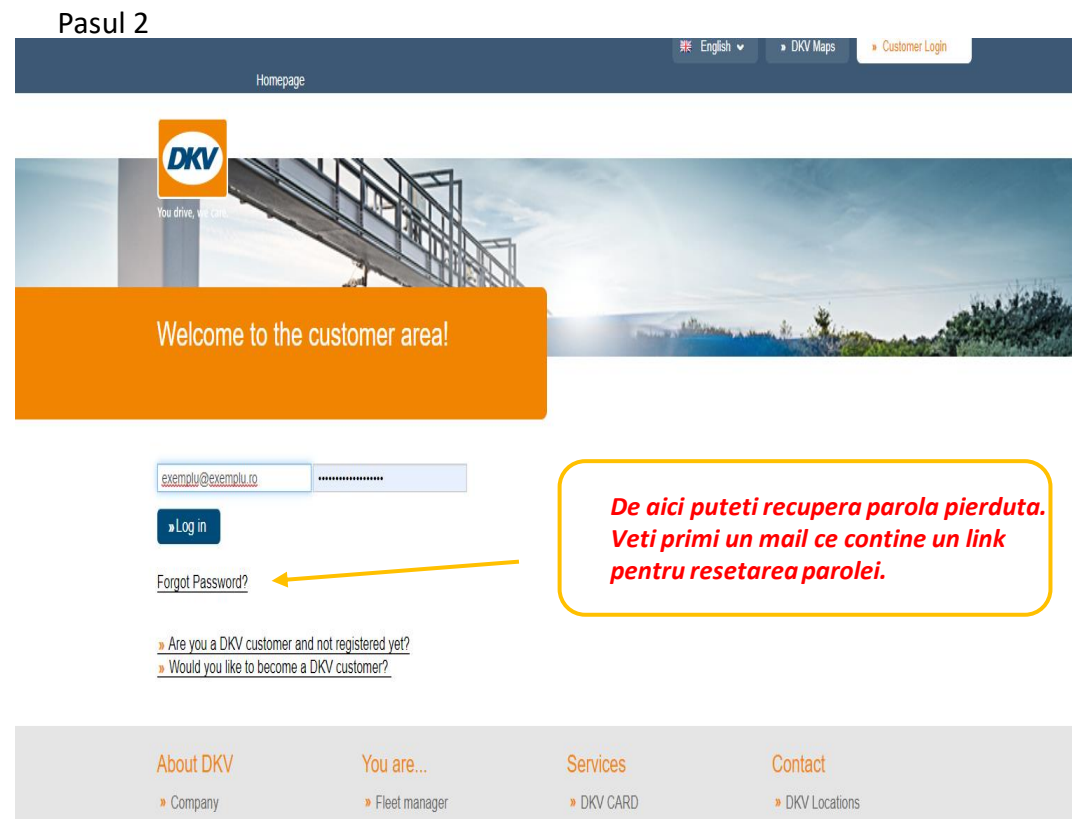 Pasul 2
English
» DKV Maps
» Customer Login
Homepage
DKV
You drive, we care.
Welcome to the customer area!
exemplu@exemplu.ro
••••••••••••••••••
» Log in
De aici puteti recupera parola pierduta.
Veti primi un mail ce contine un link
pentru resetarea parolei.
Forgot Password?
» Are you a DKV customer and not registered yet?
» Would you like to become a DKV customer?
About DKV
You are...
Services
Contact
» Company
» Fleet manager
» DKV CARD
» DKV Locations